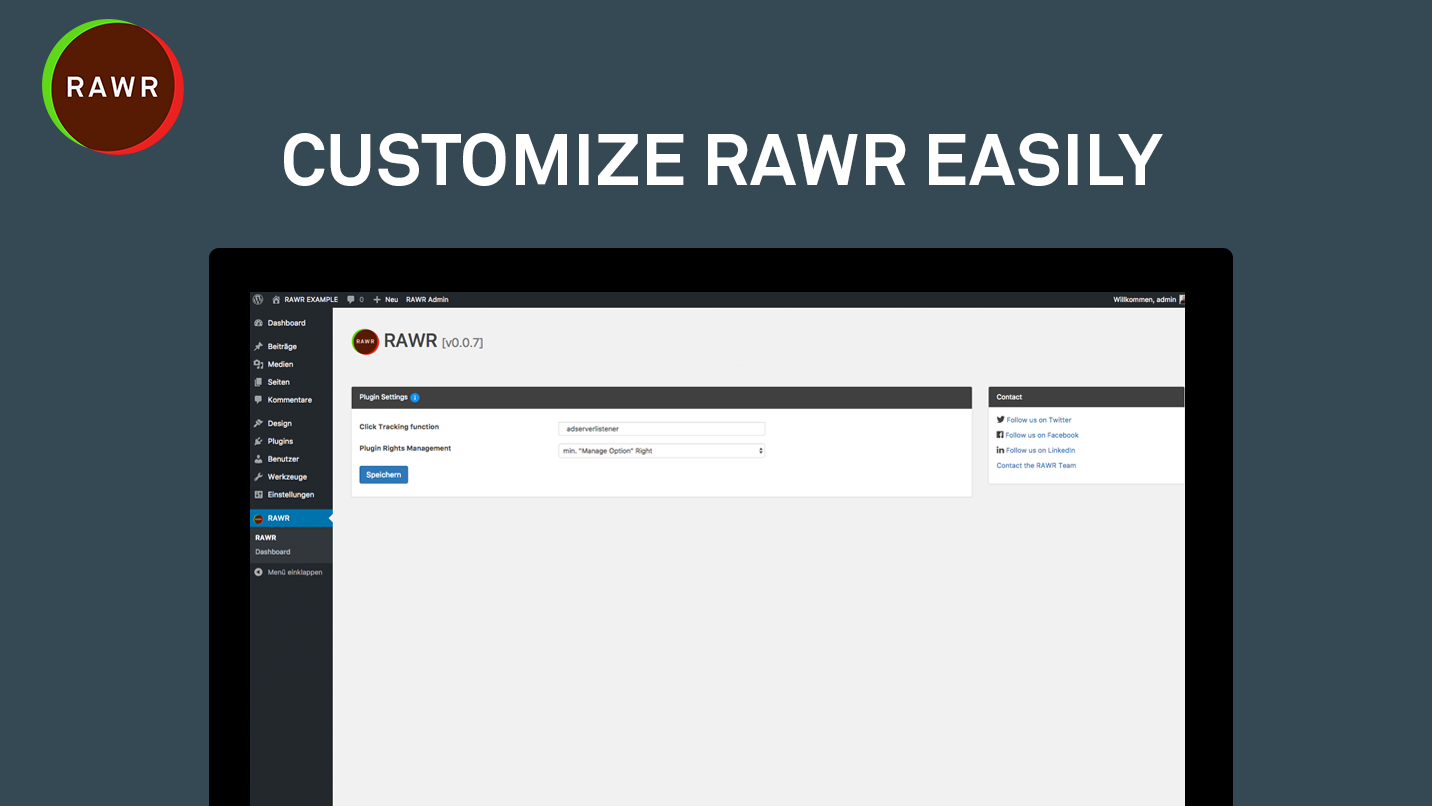 RAWR
CUSTOMIZE RAWR EASILY
RAWR EXAMPLE 0 Neu RAWR Admin Willkommen, admin
Dashboard
Beiträge
Medien
Seiten
Kommentare
Design
Plugins
Benutzer
Werkzeuge
Einstellungen
RAWR
RAWR
Dashboard
Menü einklappen
RAWR RAWR [v0.0.7]
Plugin Settings i
Click Tracking function adserverlistener
Plugin Rights Management min. "Manage Option" Right
Speichern
Contact
Follow us on Twitter
Follow us on Facebook
Follow us on LinkedIn
Contact the RAWR Team